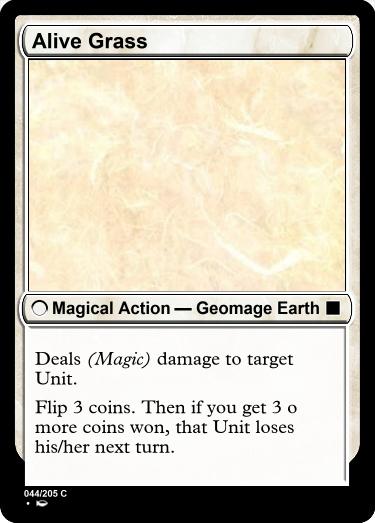 Alive Grass
Magical Action — Geomage Earth
Deals (Magic) damage to target
Unit.
Flip 3 coins. Then if you get 3 o
more coins won, that Unit loses
his/her next turn.
044/205 C